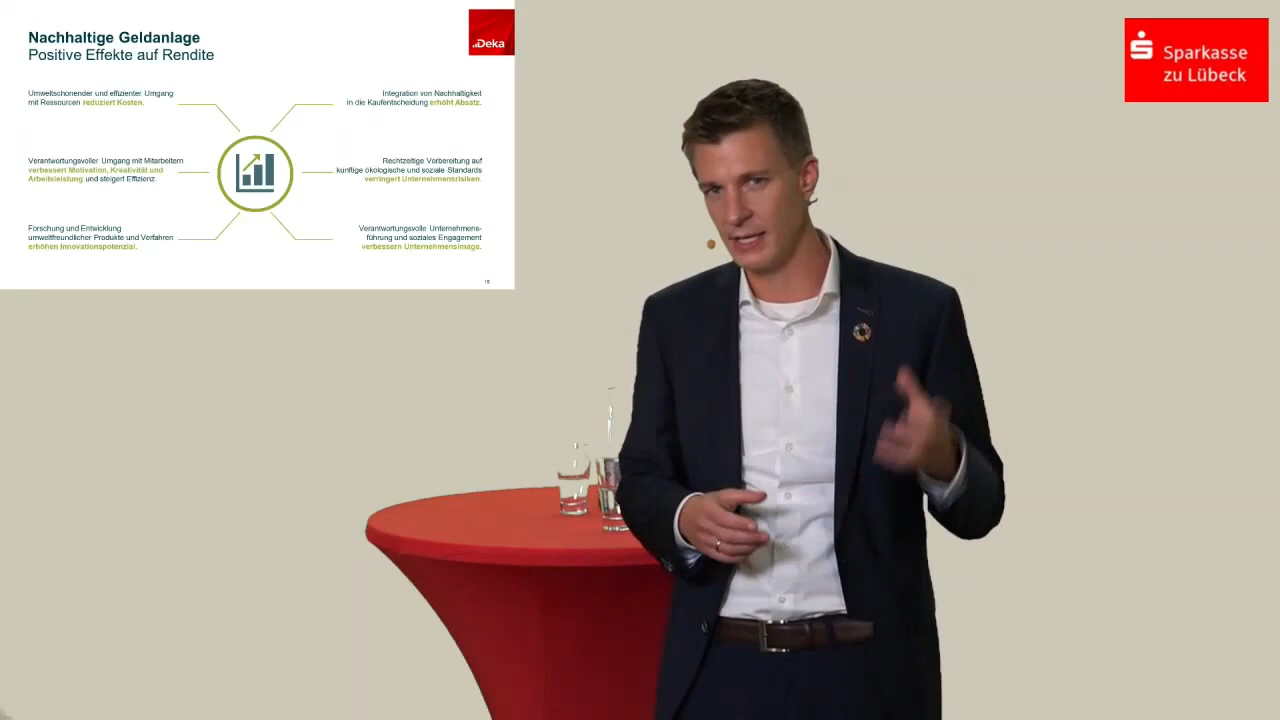 Nachhaltige Geldanlage
Positive Effekte auf Rendite
.ıı Deka
Umweltschonender und effizienter Umgang
mit Ressourcen reduziert Kosten.
Integration von Nachhaltigkeit
in die Kaufentscheidung erhöht Absatz.
Verantwortungsvoller Umgang mit Mitarbeitern
verbessert Motivation, Kreativität und
Arbeitsleistung und steigert Effizienz.
Rechtzeitige Vorbereitung auf
künftige ökologische und soziale Standards
verringert Unternehmensrisiken.
Forschung und Entwicklung
umweltfreundlicher Produkte und Verfahren
erhöhen Innovationspotenzial.
Verantwortungsvolle Unternehmens-
führung und soziales Engagement
verbessern Unternehmensimage.
Sparkasse
zu Lübeck